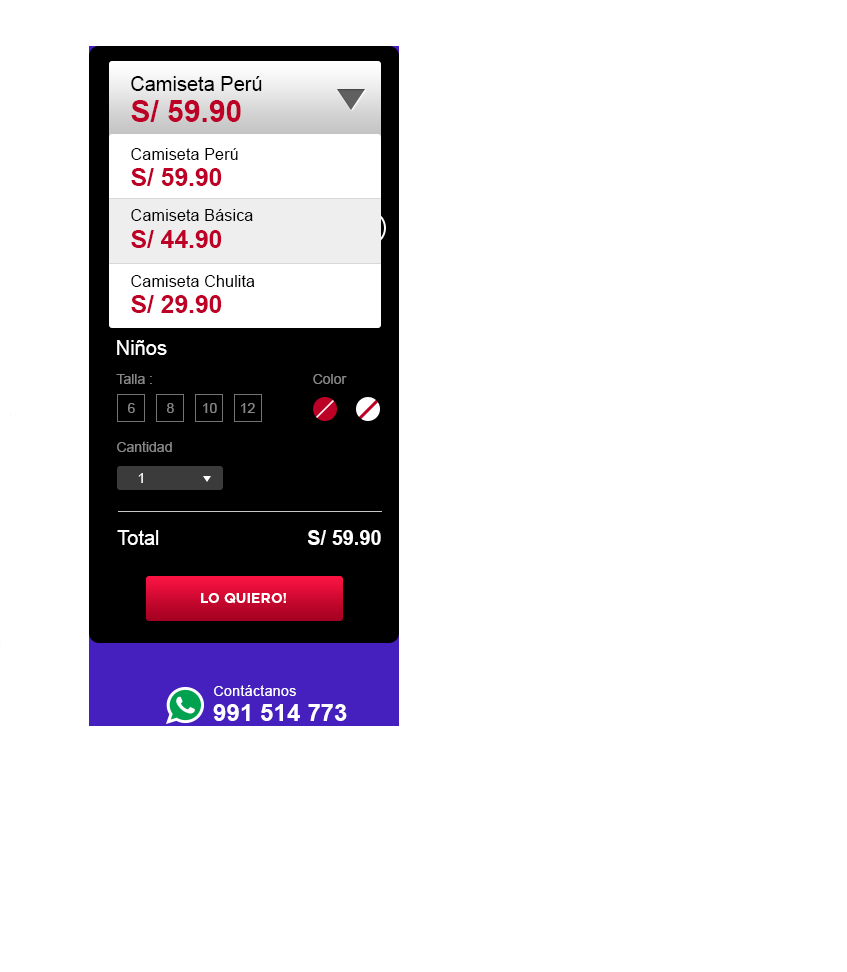 Camiseta Perú
S/ 59.90
Camiseta Perú
S/ 59.90
Camiseta Básica
S/ 44.90
Camiseta Chulita
S/ 29.90
Niños
Talla : Color
6 8 10 12
Cantidad
1
Total S/ 59.90
LO QUIERO!
Contáctanos
991 514 773